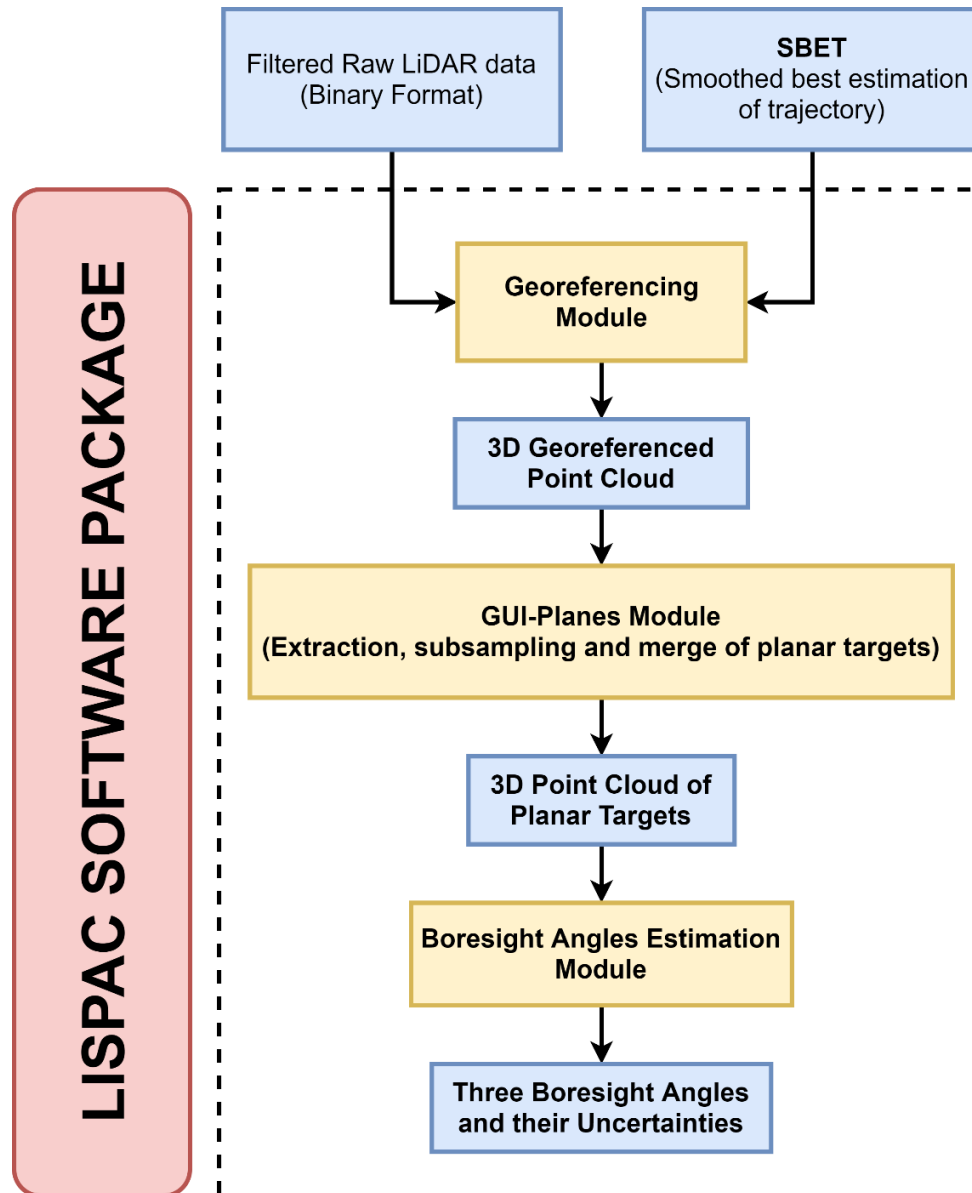 Filtered Raw LiDAR data
(Binary Format)
SBET
(Smoothed best estimation
of trajectory)
LISPAC SOFTWARE PACKAGE
Georeferencing
Module
3D Georeferenced
Point Cloud
GUI-Planes Module
(Extraction, subsampling and merge of planar targets)
3D Point Cloud of
Planar Targets
Boresight Angles Estimation
Module
Three Boresight Angles
and their Uncertainties